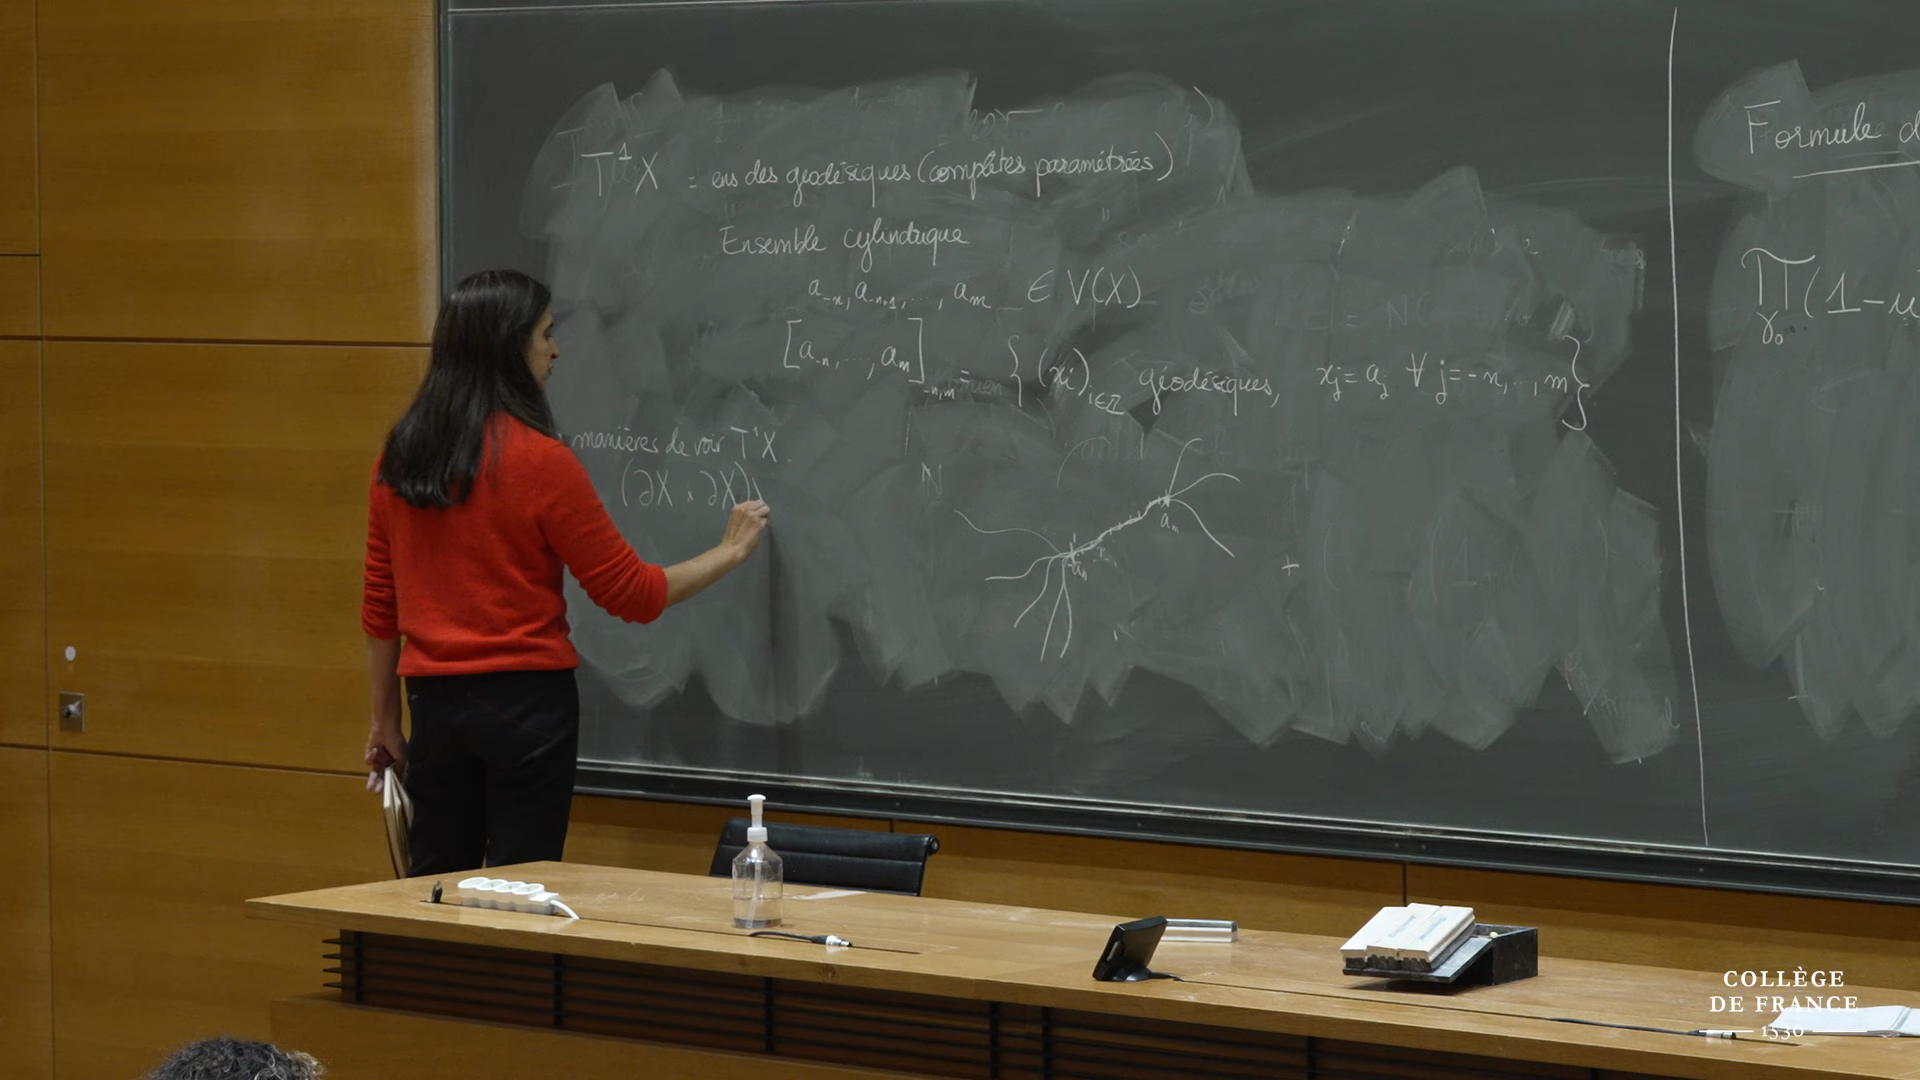 T¹X = ens des géodésiques (complètes paramétrées)
Ensemble cylindrique
a₋ₙ, a₋ₙ₊₁, ..., aₘ ∈ V(X)
[a₋ₙ, ..., aₘ]₋ₙ,ₘ = { (xᵢ)ᵢ∈ℤ géodésiques, xⱼ = aⱼ ∀ j = -n, .., m }
manières de voir T¹X.
(∂X × ∂X) \
aₘ
a₋ₙ
+
Formule d
∏ (1-u
γ₀
COLLÈGE
DE FRANCE
1530